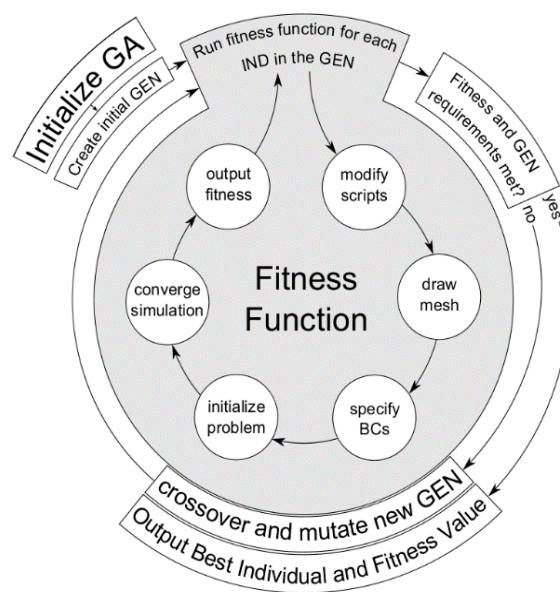 Initialize GA
Create initial GEN
Run fitness function for each
IND in the GEN
Fitness and GEN
requirements met?
no
yes
modify
scripts
draw
mesh
specify
BCs
initialize
problem
converge
simulation
output
fitness
Fitness
Function
crossover and mutate new GEN
Output Best Individual and Fitness Value